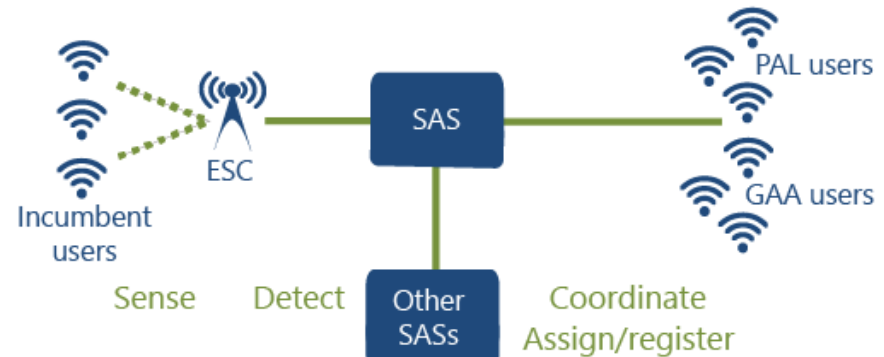 PAL users
SAS
ESC
GAA users
Incumbent
users
Sense
Detect
Other
SASs
Coordinate
Assign/register